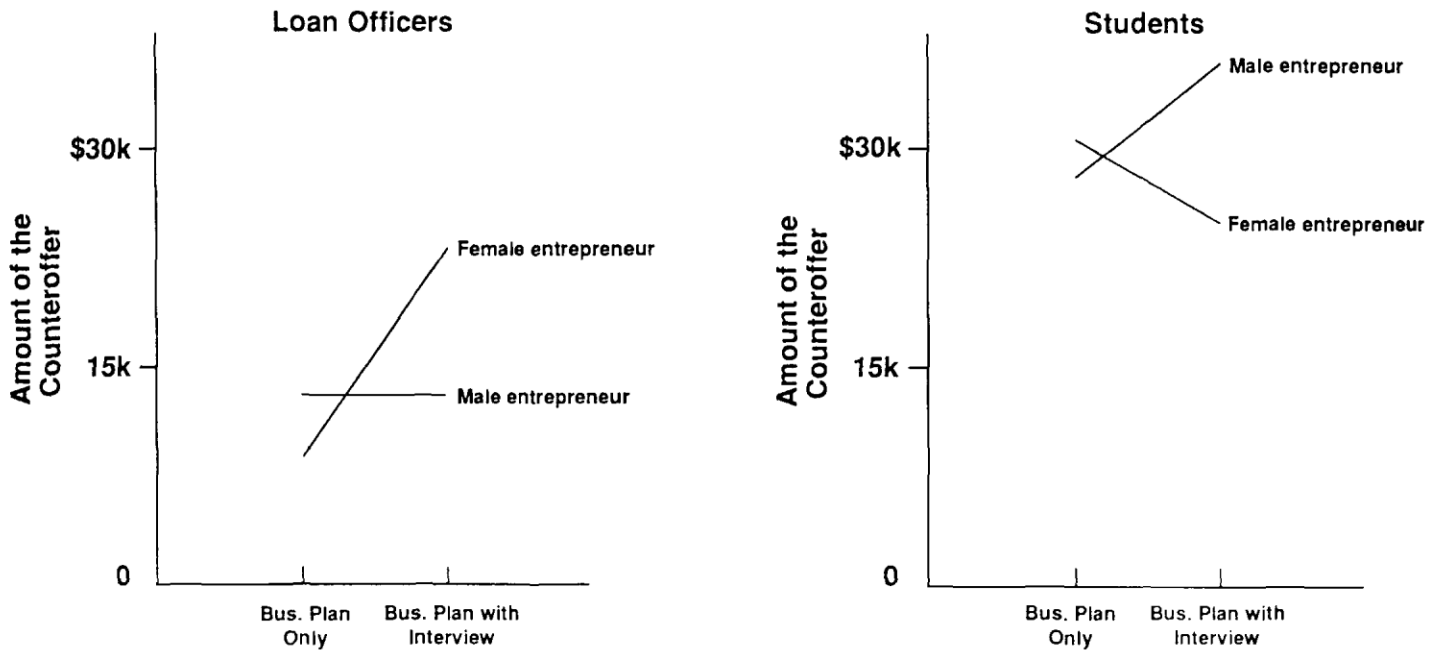 Loan Officers
$30k
15k
0
Amount of the
Counteroffer
Female entrepreneur
Male entrepreneur
Bus. Plan
Only
Bus. Plan with
Interview
Students
$30k
15k
0
Amount of the
Counteroffer
Male entrepreneur
Female entrepreneur
Bus. Plan
Only
Bus. Plan with
Interview